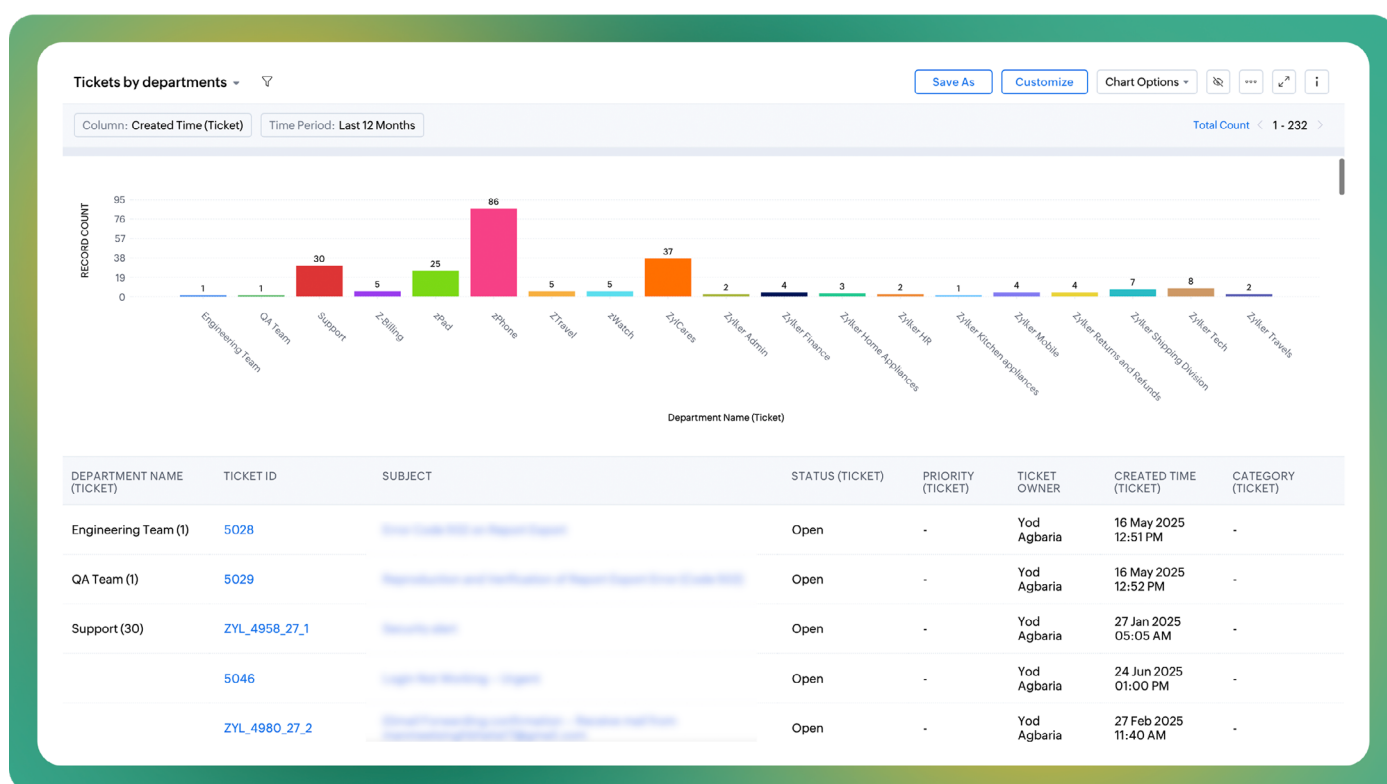 Tickets by departments
Save As
Customize
Chart Options
Column: Created Time (Ticket)
Time Period: Last 12 Months
Total Count
1 - 232
RECORD COUNT
95
76
57
38
19
0
1
1
30
5
25
86
5
5
37
2
4
3
2
1
4
4
7
8
2
Engineering Team
QA Team
Support
Z-Billing
zPad
zPhone
ZTravel
zWatch
ZylCares
Zylker Admin
Zylker Finance
Zylker Home Appliances
Zylker HR
Zylker Kitchen appliances
Zylker Mobile
Zylker Returns and Refunds
Zylker Shipping Division
Zylker Tech
Zylker Travels
Department Name (Ticket)
DEPARTMENT NAME
(TICKET)
TICKET ID
SUBJECT
STATUS (TICKET)
PRIORITY
(TICKET)
TICKET
OWNER
CREATED TIME
(TICKET)
CATEGORY
(TICKET)
Engineering Team (1)
5028
Open
-
Yod
Agbaria
16 May 2025
12:51 PM
-
QA Team (1)
5029
Open
-
Yod
Agbaria
16 May 2025
12:52 PM
-
Support (30)
ZYL_4958_27_1
Open
-
Yod
Agbaria
27 Jan 2025
05:05 AM
-
5046
Open
-
Yod
Agbaria
24 Jun 2025
01:00 PM
-
ZYL_4980_27_2
Open
-
Yod
Agbaria
27 Feb 2025
11:40 AM
-